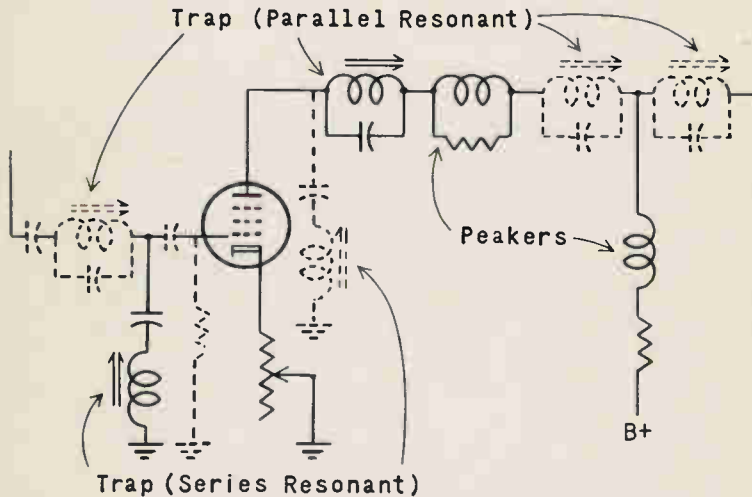 Trap (Parallel Resonant)
Peakers
B+
Trap (Series Resonant)